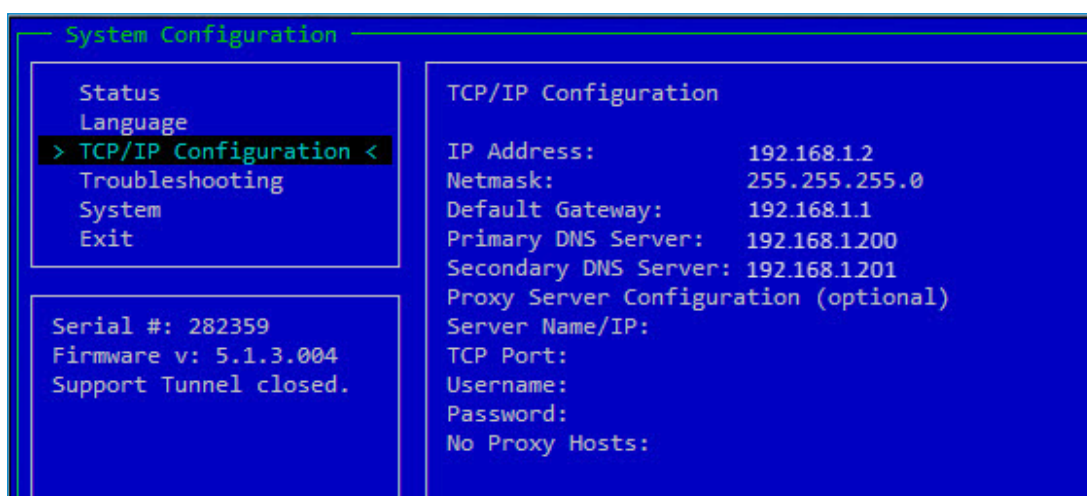 System Configuration
Status
Language
> TCP/IP Configuration <
Troubleshooting
System
Exit
Serial #: 282359
Firmware v: 5.1.3.004
Support Tunnel closed.
TCP/IP Configuration
IP Address: 192.168.1.2
Netmask: 255.255.255.0
Default Gateway: 192.168.1.1
Primary DNS Server: 192.168.1.200
Secondary DNS Server: 192.168.1.201
Proxy Server Configuration (optional)
Server Name/IP:
TCP Port:
Username:
Password:
No Proxy Hosts: